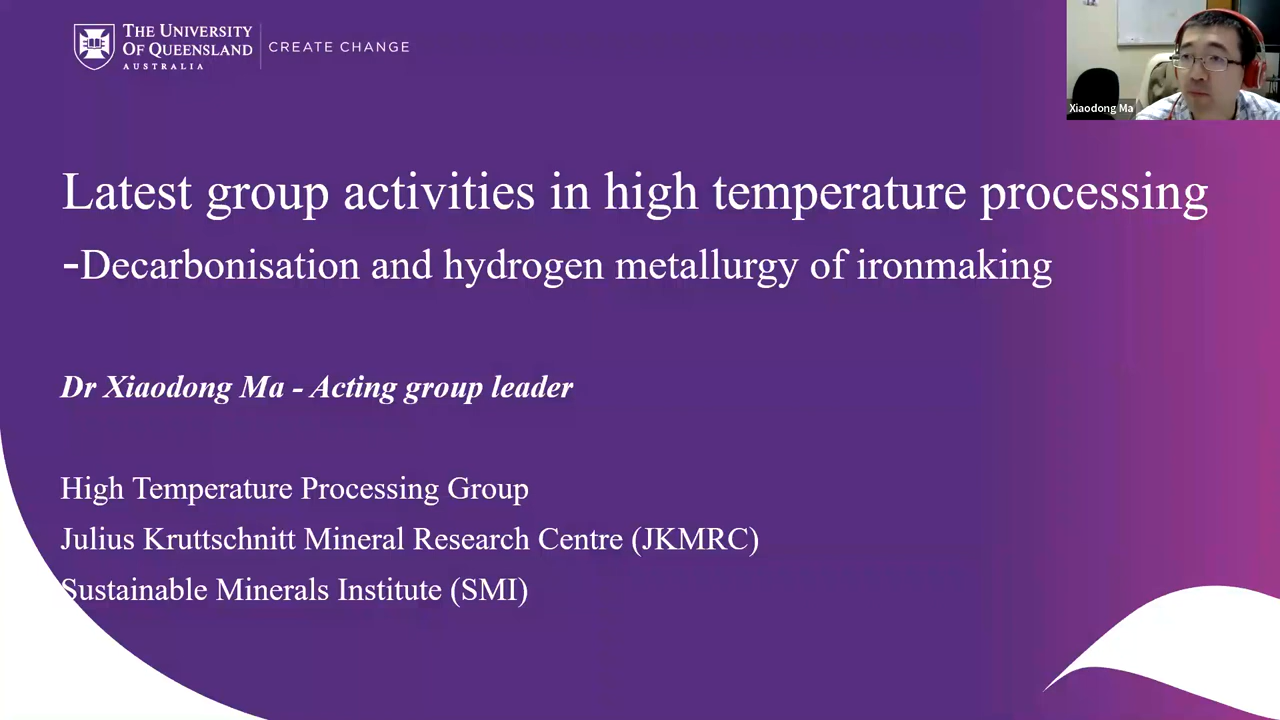 THE UNIVERSITY
OF QUEENSLAND
AUSTRALIA
CREATE CHANGE
Xiaodong Ma
Latest group activities in high temperature processing
-Decarbonisation and hydrogen metallurgy of ironmaking
Dr Xiaodong Ma - Acting group leader
High Temperature Processing Group
Julius Kruttschnitt Mineral Research Centre (JKMRC)
Sustainable Minerals Institute (SMI)